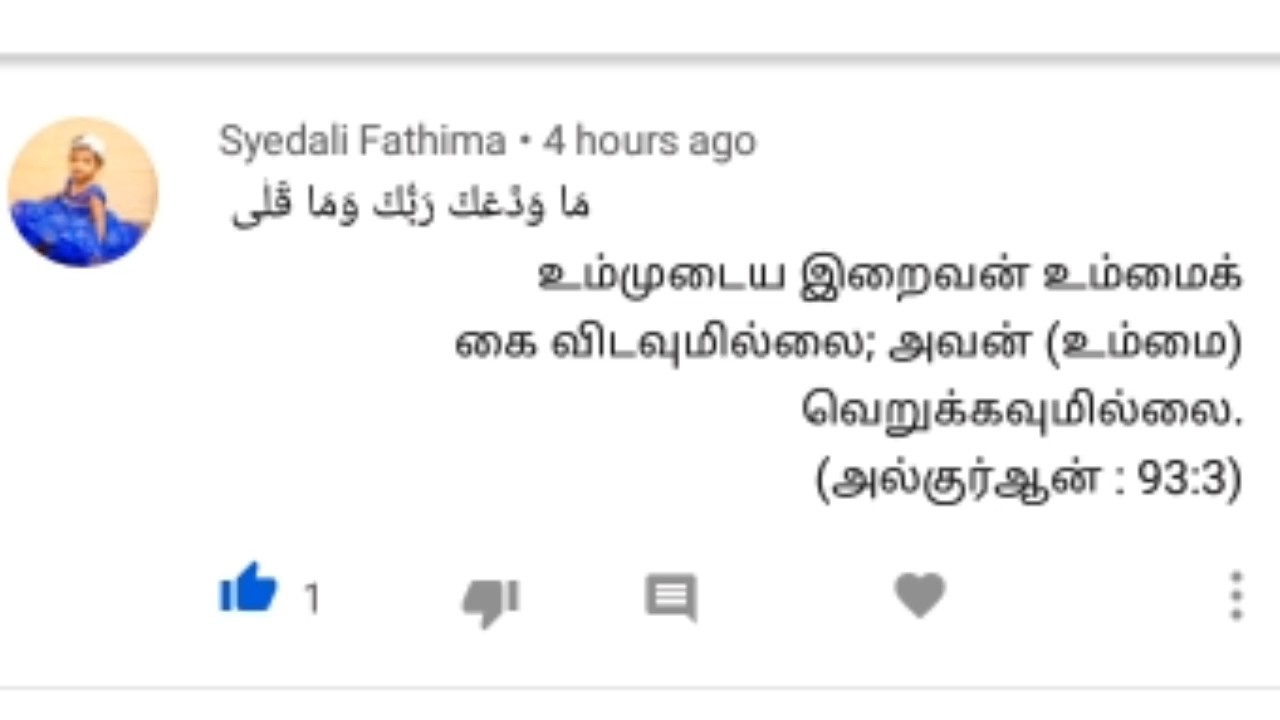 Syedali Fathima • 4 hours ago
مَا وَدَّعَكَ رَبُّكَ وَمَا قَلٰى
உம்முடைய இறைவன் உம்மைக்
கை விடவுமில்லை; அவன் (உம்மை)
வெறுக்கவுமில்லை.
(அல்குர்ஆன் : 93:3)
1